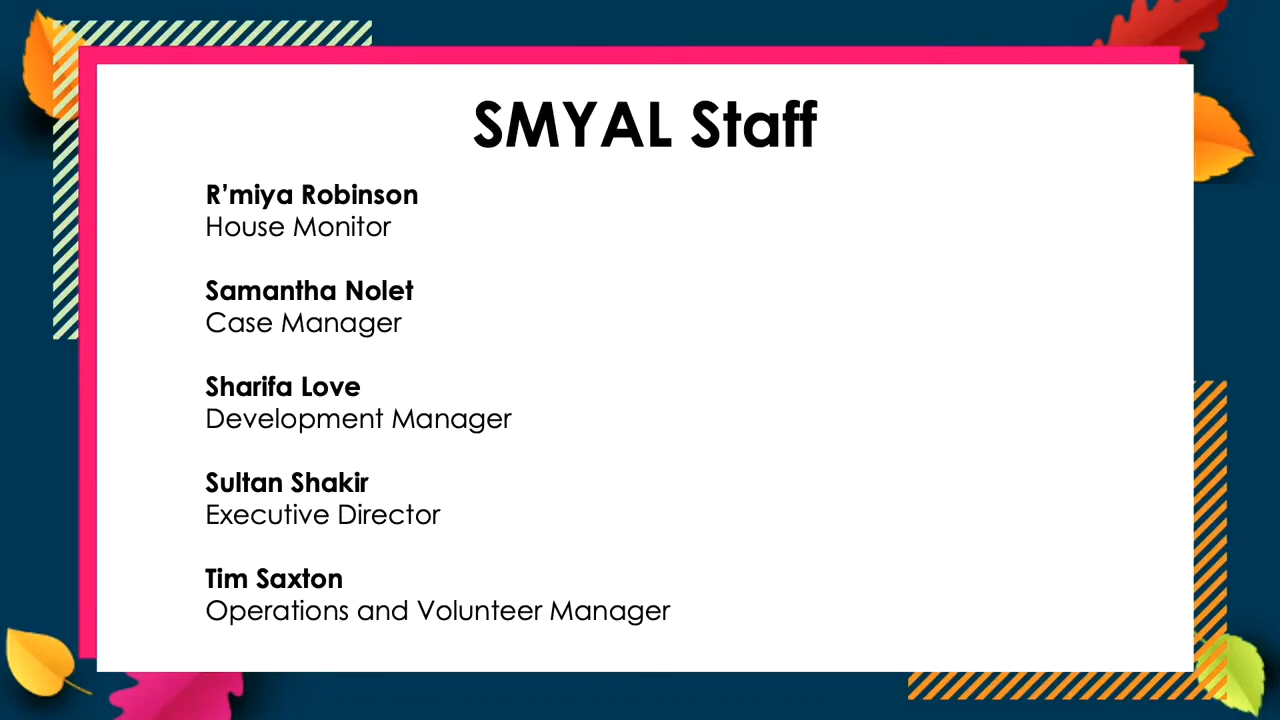 SMYAL Staff
R’miya Robinson
House Monitor
Samantha Nolet
Case Manager
Sharifa Love
Development Manager
Sultan Shakir
Executive Director
Tim Saxton
Operations and Volunteer Manager